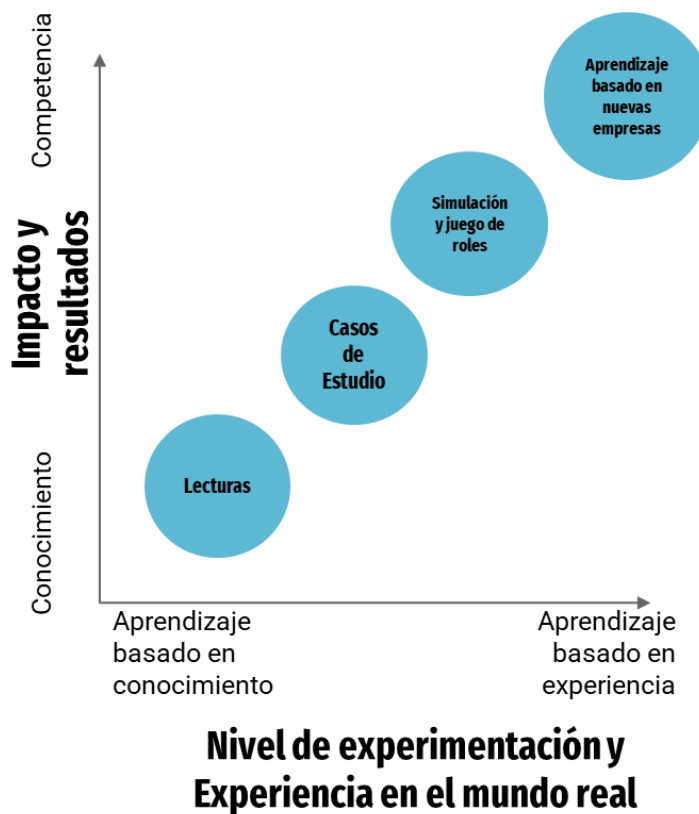 Competencia
Impacto y
resultados
Conocimiento
Aprendizaje
basado en
nuevas
empresas
Simulación
y juego de
roles
Casos
de
Estudio
Lecturas
Aprendizaje
basado en
conocimiento
Aprendizaje
basado en
experiencia
Nivel de experimentación y
Experiencia en el mundo real